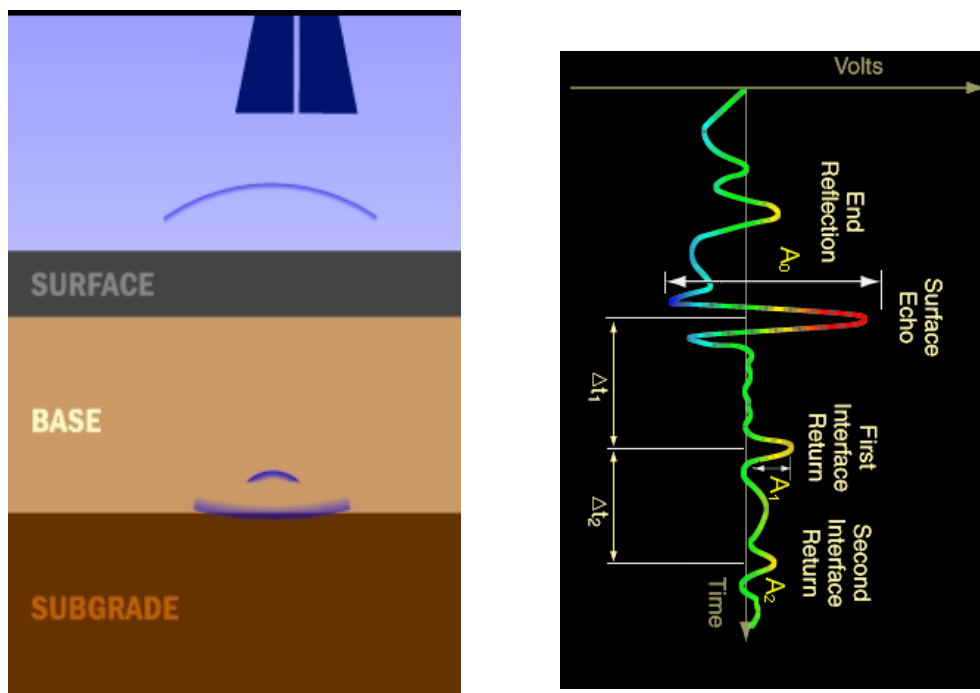 SURFACE
BASE
SUBGRADE
Volts
End
Reflection
A₀
Surface
Echo
Δt₁
First
Interface
Return
A₁
Δt₂
Second
Interface
Return
A₂
Time